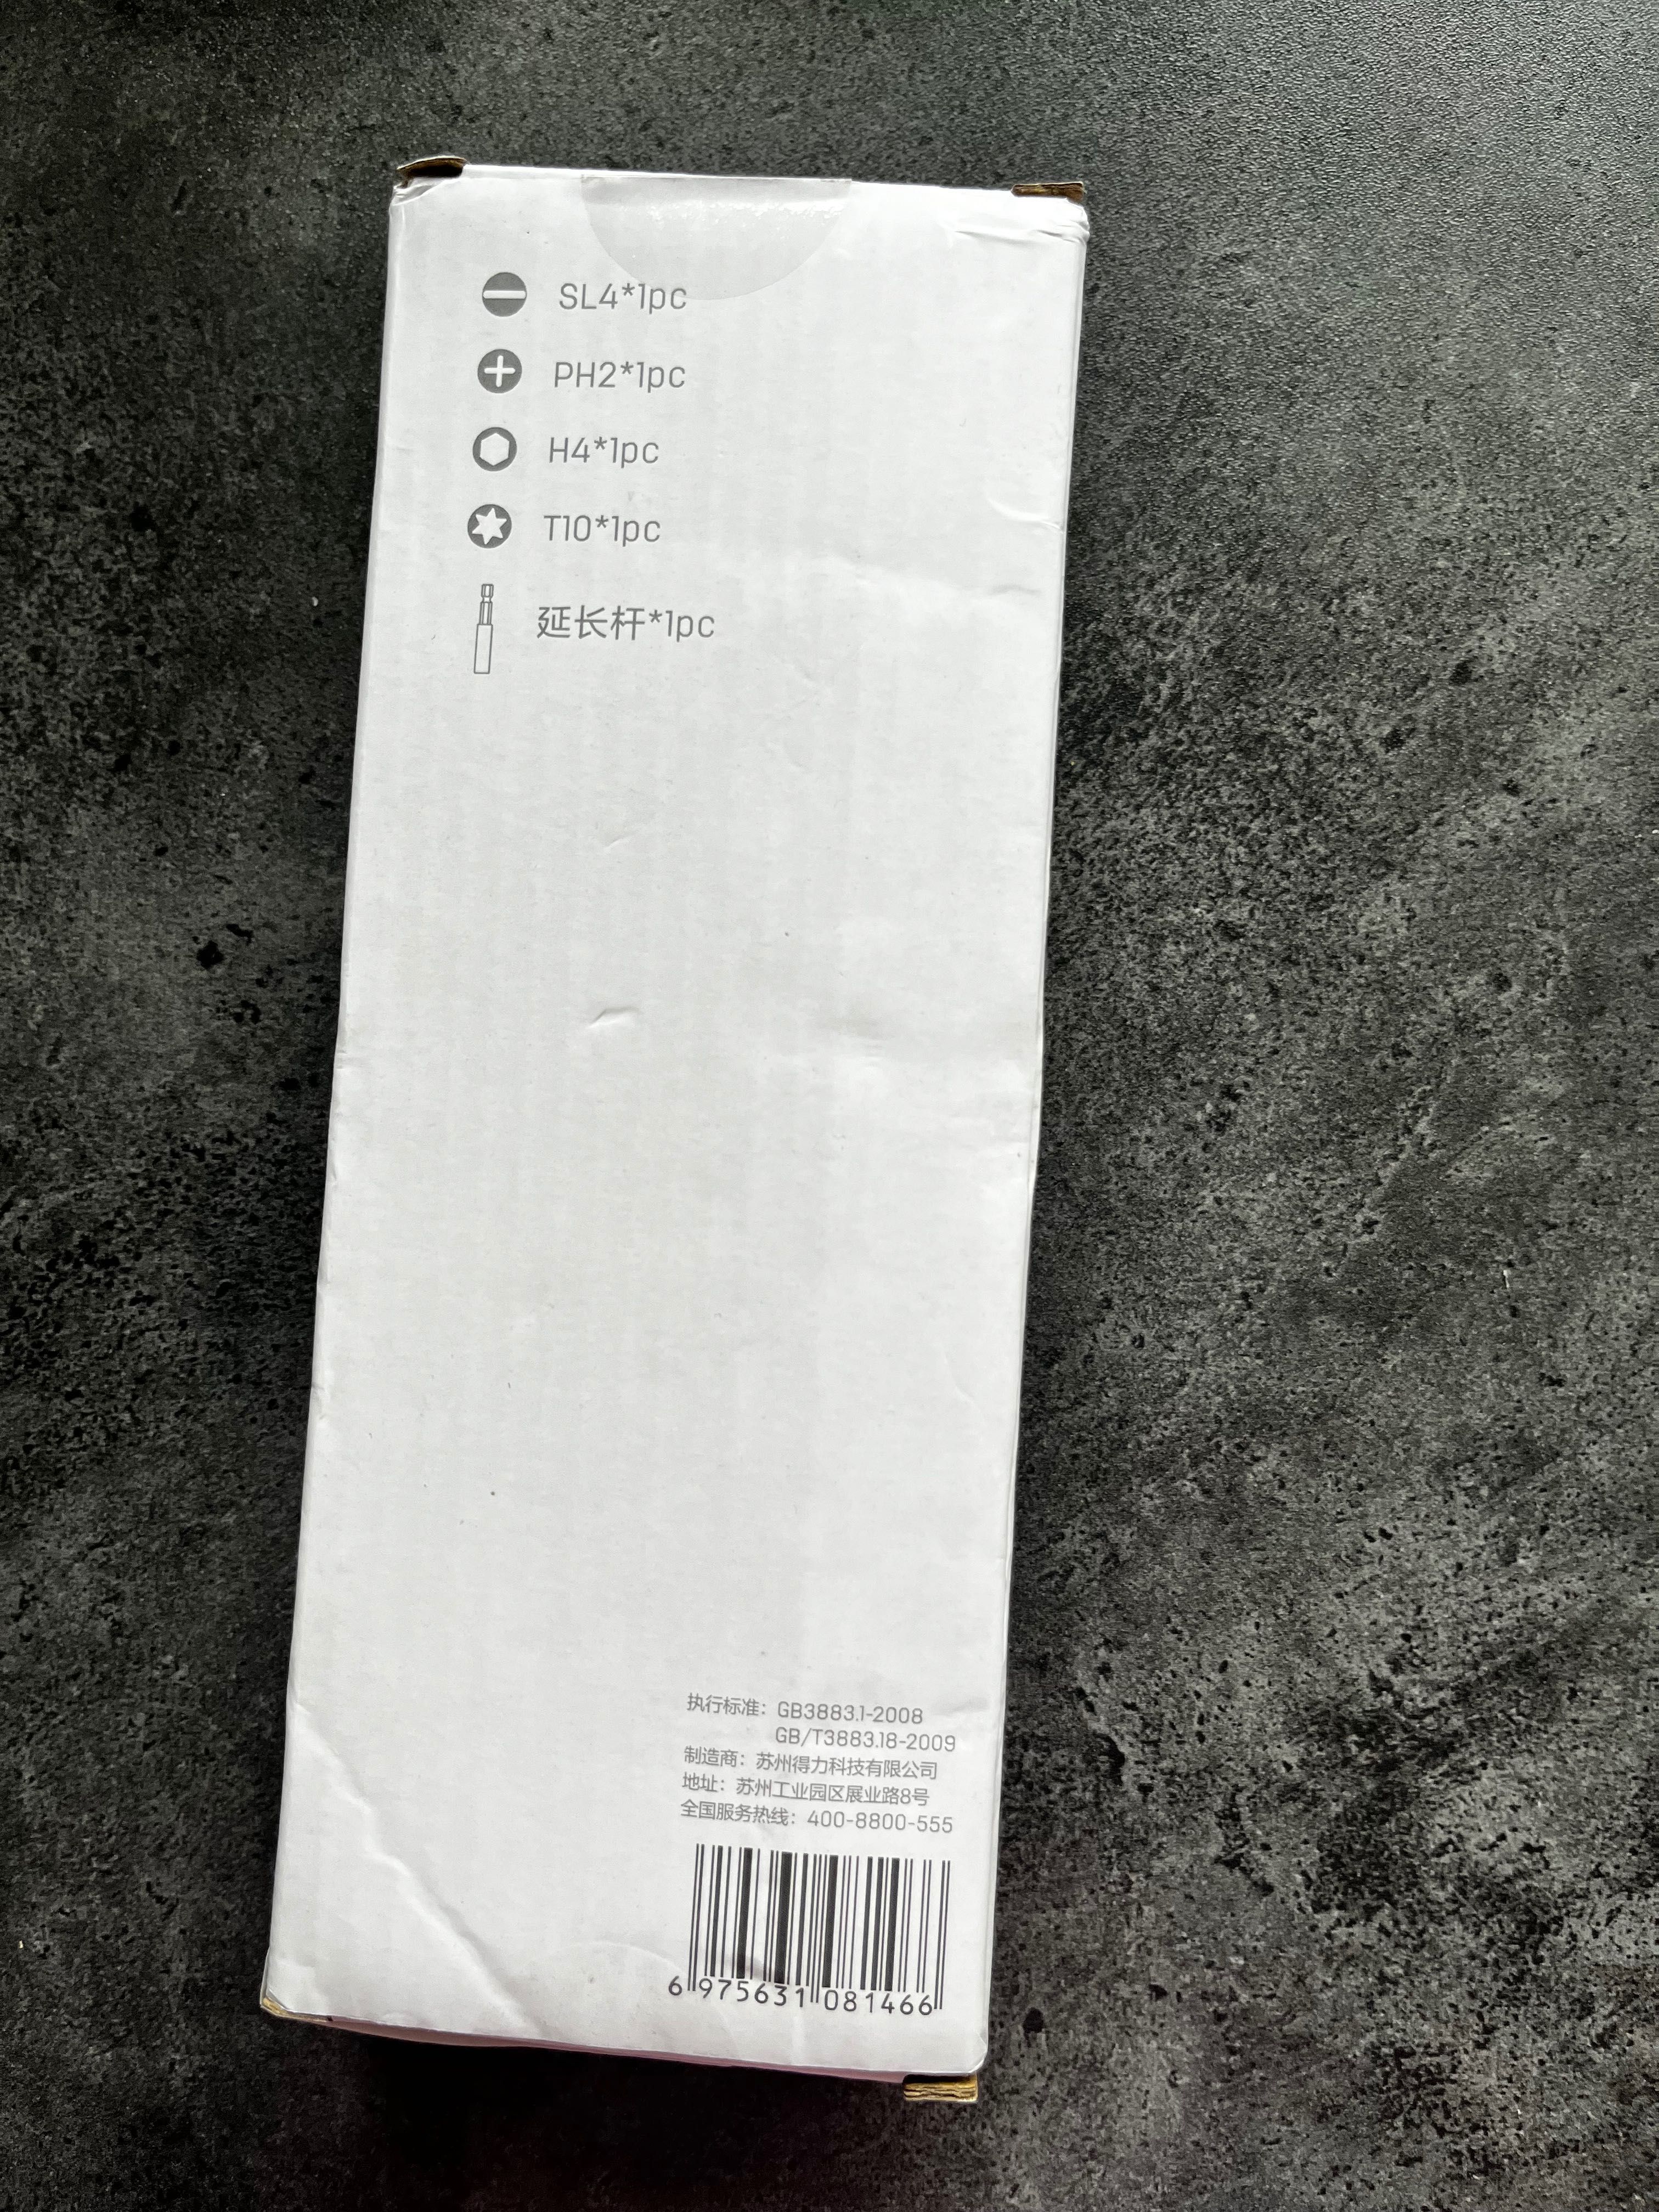 SL4*1pc
PH2*1pc
H4*1pc
T10*1pc
延长杆*1pc
执行标准：GB3883.1-2008
GB/T3883.18-2009
制造商：苏州得力科技有限公司
地址：苏州工业园区展业路8号
全国服务热线：400-8800-555
6 975631 081466